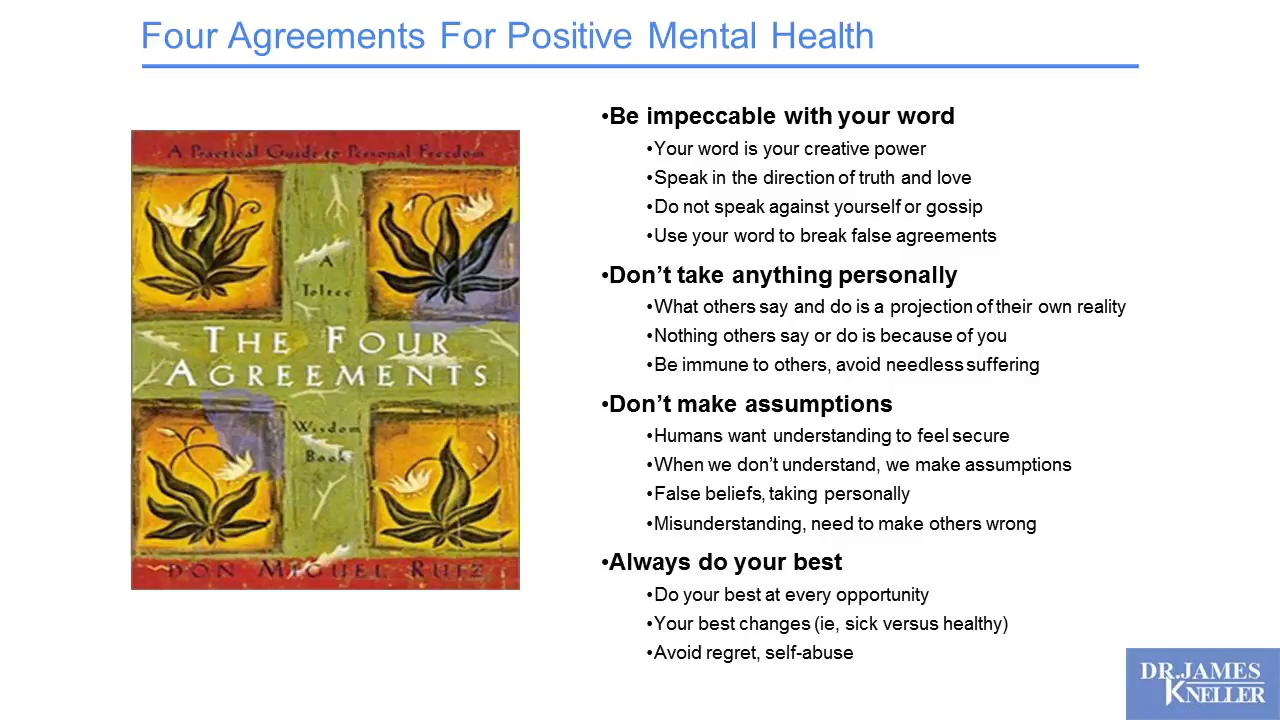 Four Agreements For Positive Mental Health
A Practical Guide to Personal Freedom
A
Toltec
THE FOUR
AGREEMENTS
Wisdom
Book
DON MIGUEL RUIZ
•Be impeccable with your word
•Your word is your creative power
•Speak in the direction of truth and love
•Do not speak against yourself or gossip
•Use your word to break false agreements
•Don’t take anything personally
•What others say and do is a projection of their own reality
•Nothing others say or do is because of you
•Be immune to others, avoid needless suffering
•Don’t make assumptions
•Humans want understanding to feel secure
•When we don’t understand, we make assumptions
•False beliefs, taking personally
•Misunderstanding, need to make others wrong
•Always do your best
•Do your best at every opportunity
•Your best changes (ie, sick versus healthy)
•Avoid regret, self-abuse
DR.JAMES
KNELLER